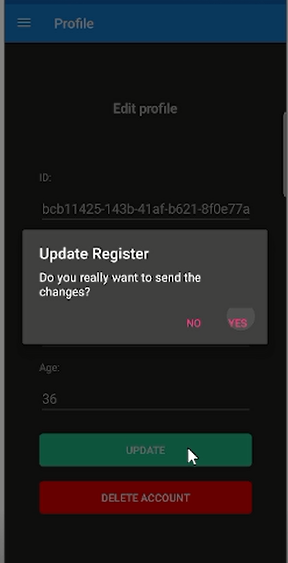 Profile
Edit profile
ID:
bcb11425-143b-41af-b621-8f0e77a
Update Register
Do you really want to send the
changes?
NO YES
Age:
36
UPDATE
DELETE ACCOUNT